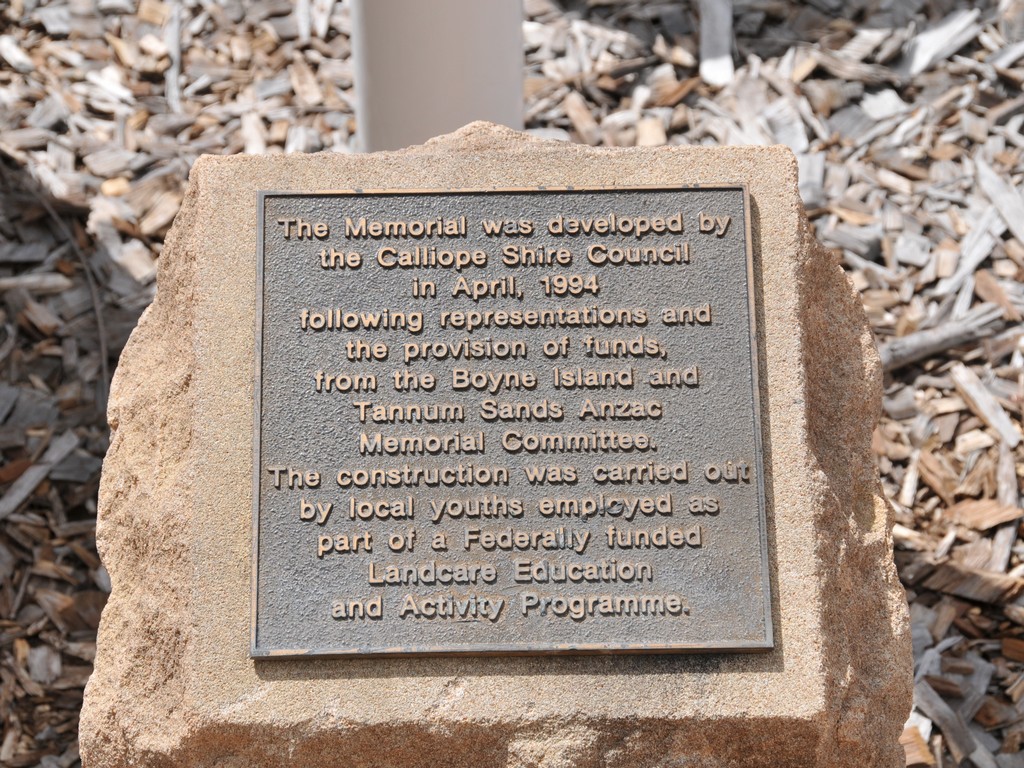 The Memorial was developed by
the Calliope Shire Council
in April, 1994
following representations and
the provision of funds,
from the Boyne Island and
Tannum Sands Anzac
Memorial Committee.
The construction was carried out
by local youths employed as
part of a Federally funded
Landcare Education
and Activity Programme.